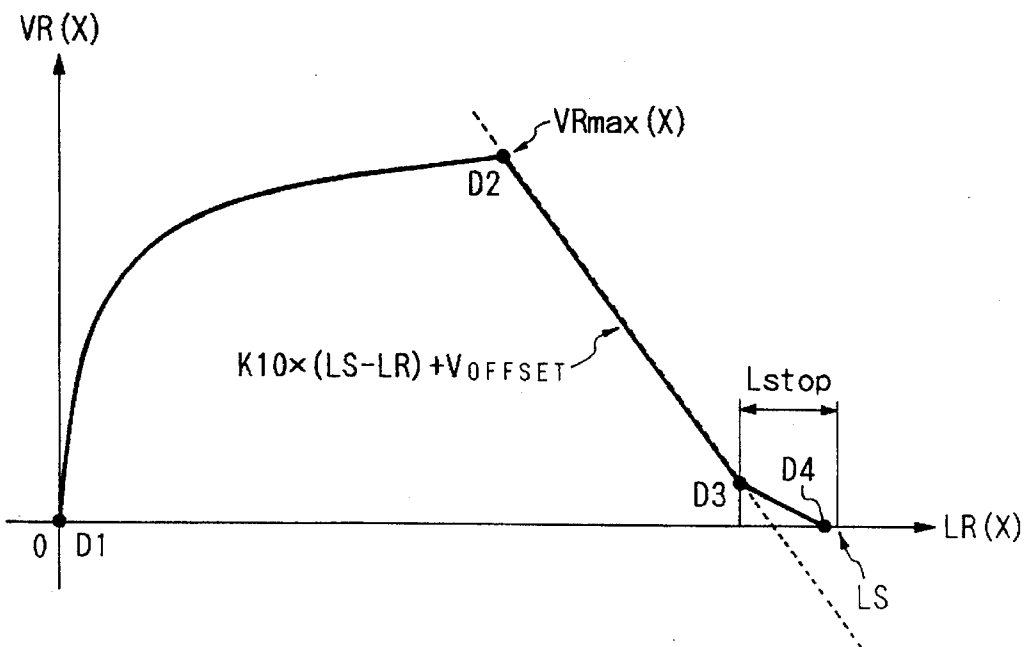 VR(X)
VRmax(X)
D2
K10×(LS-LR)+VOFFSET
Lstop
D4
D3
LR(X)
0
D1
LS